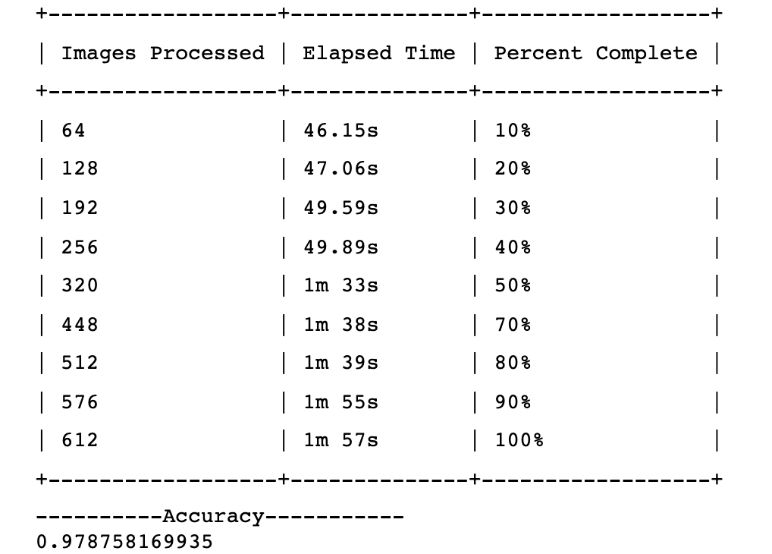 +------------------+--------------+------------------+
| Images Processed | Elapsed Time | Percent Complete |
+------------------+--------------+------------------+
| 64               | 46.15s       | 10%              |
| 128              | 47.06s       | 20%              |
| 192              | 49.59s       | 30%              |
| 256              | 49.89s       | 40%              |
| 320              | 1m 33s       | 50%              |
| 448              | 1m 38s       | 70%              |
| 512              | 1m 39s       | 80%              |
| 576              | 1m 55s       | 90%              |
| 612              | 1m 57s       | 100%             |
+------------------+--------------+------------------+
----------Accuracy-----------
0.978758169935